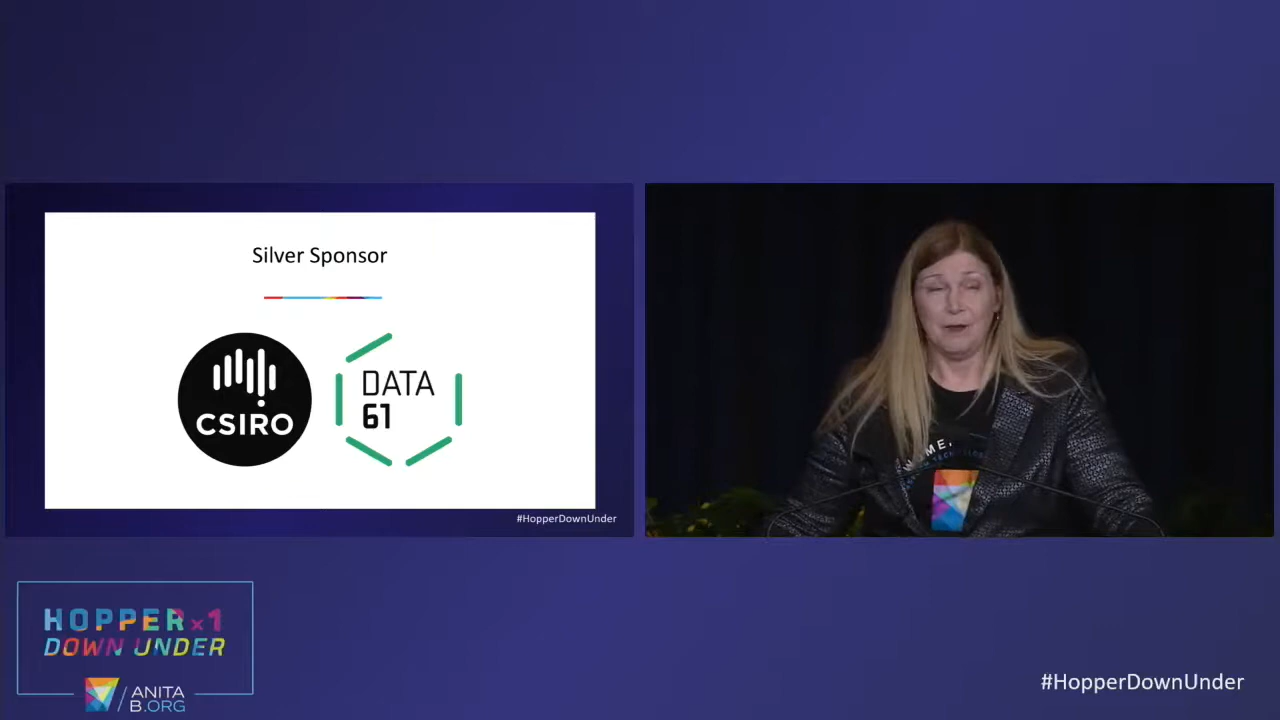 Silver Sponsor
CSIRO
DATA
61
#HopperDownUnder
HOPPER x1
DOWN UNDER
ANITA
B.ORG
#HopperDownUnder